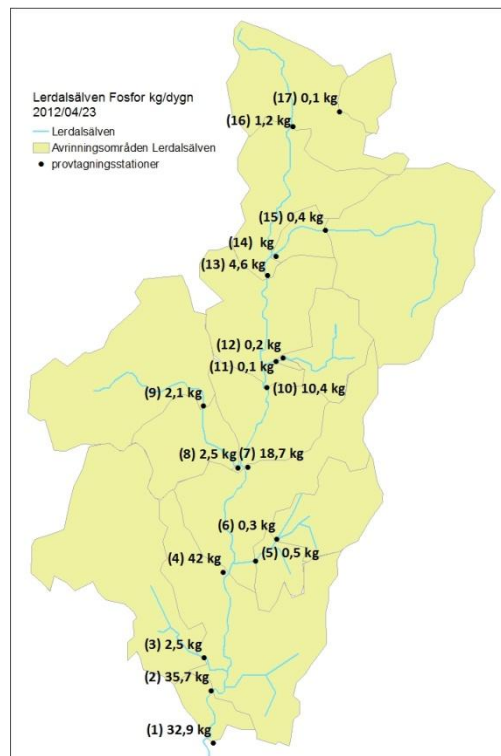 Lerdalsälven Fosfor kg/dygn
2012/04/23
Lerdalsälven
Avrinningsområden Lerdalsälven
provtagningsstationer
(17) 0,1 kg
(16) 1,2 kg
(15) 0,4 kg
(14) kg
(13) 4,6 kg
(12) 0,2 kg
(11) 0,1 kg
(10) 10,4 kg
(9) 2,1 kg
(8) 2,5 kg (7) 18,7 kg
(6) 0,3 kg
(5) 0,5 kg
(4) 42 kg
(3) 2,5 kg
(2) 35,7 kg
(1) 32,9 kg